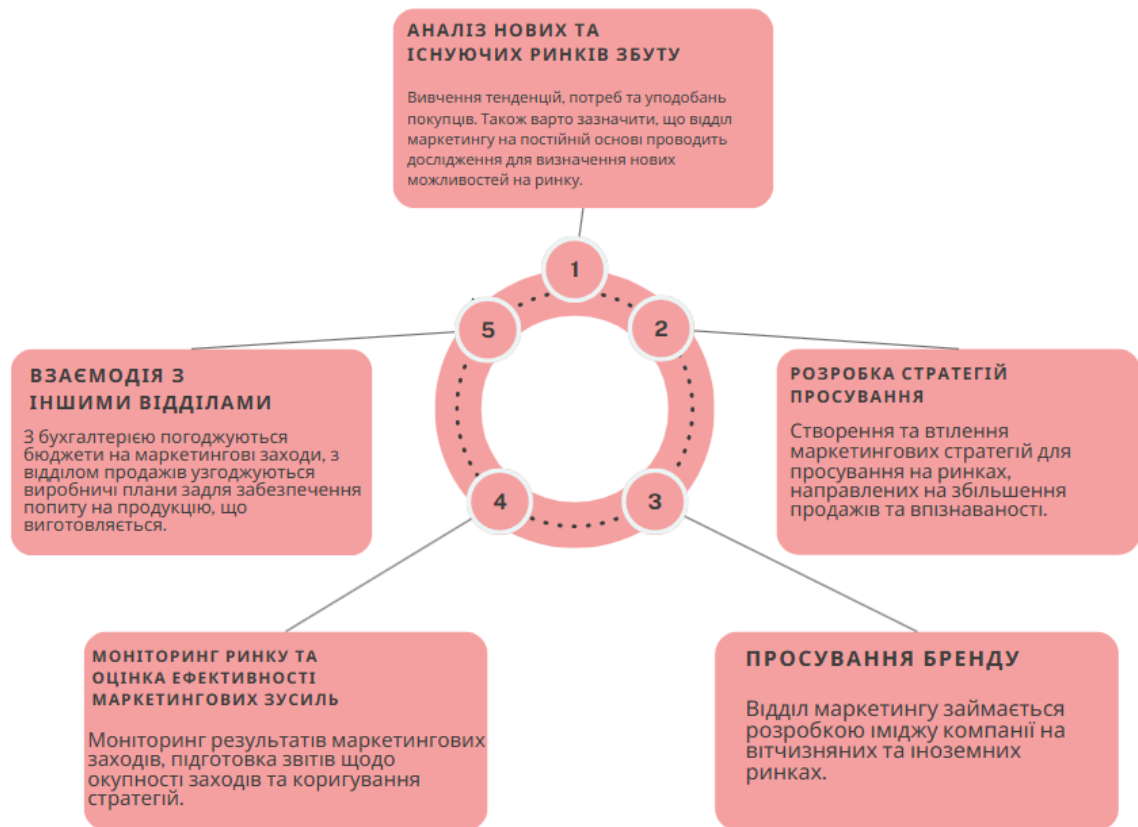 АНАЛІЗ НОВИХ ТА
ІСНУЮЧИХ РИНКІВ ЗБУТУ
Вивчення тенденцій, потреб та уподобань
покупців. Також варто зазначити, що відділ
маркетингу на постійній основі проводить
дослідження для визначення нових
можливостей на ринку.
1
2
3
4
5
РОЗРОБКА СТРАТЕГІЙ
ПРОСУВАННЯ
Створення та втілення
маркетингових стратегій для
просування на ринках,
направлених на збільшення
продажів та впізнаваності.
ПРОСУВАННЯ БРЕНДУ
Відділ маркетингу займається
розробкою іміджу компанії на
вітчизняних та іноземних
ринках.
МОНІТОРИНГ РИНКУ ТА
ОЦІНКА ЕФЕКТИВНОСТІ
МАРКЕТИНГОВИХ ЗУСИЛЬ
Моніторинг результатів маркетингових
заходів, підготовка звітів щодо
окупності заходів та коригування
стратегій.
ВЗАЄМОДІЯ З
ІНШИМИ ВІДДІЛАМИ
З бухгалтерією погоджуються
бюджети на маркетингові заходи, з
відділом продажів узгоджуються
виробничі плани задля забезпечення
попиту на продукцію, що
виготовляється.